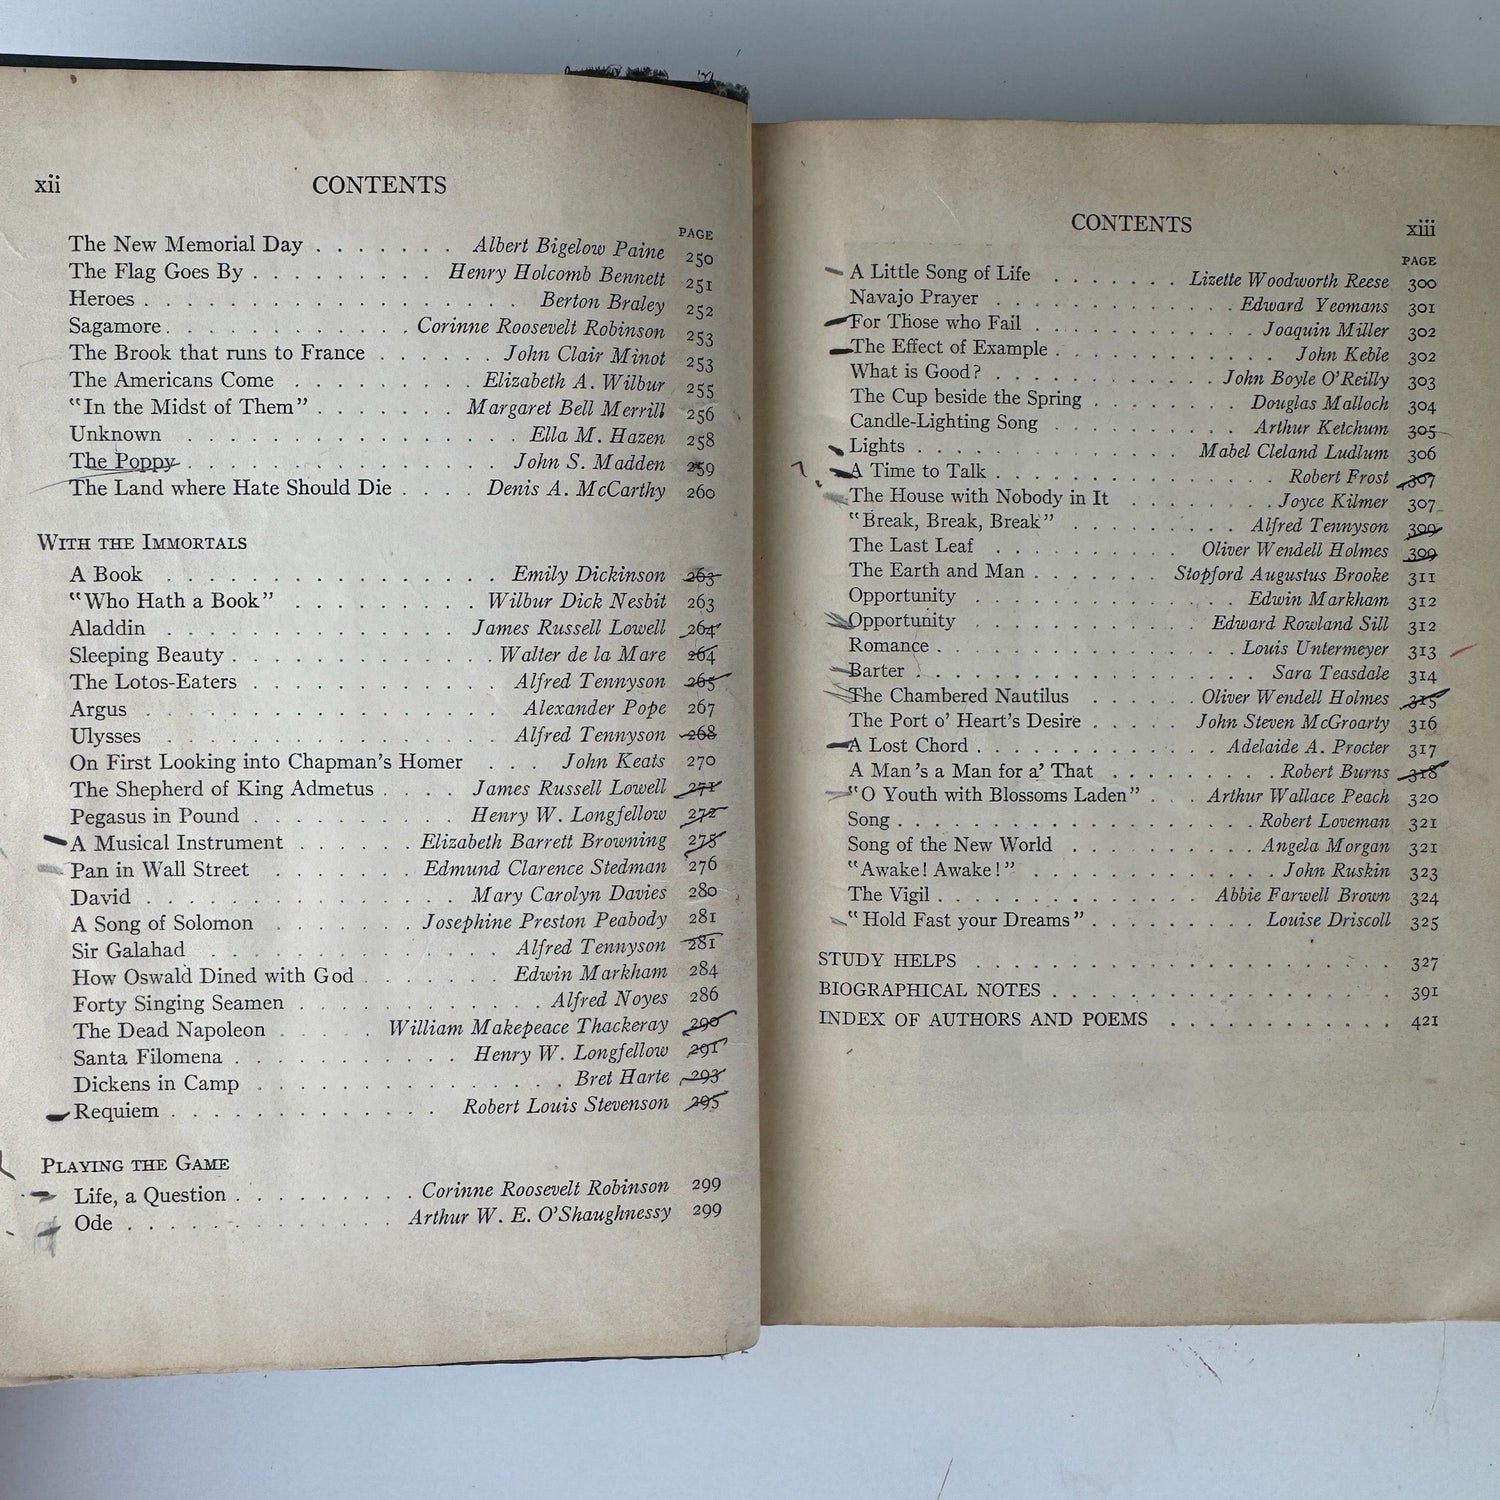 xii
CONTENTS
PAGE
The New Memorial Day . . . . . . . Albert Bigelow Paine 250
The Flag Goes By . . . . . . . . . Henry Holcomb Bennett 251
Heroes . . . . . . . . . . . . . . . . . . Berton Braley 252
Sagamore . . . . . . . . . . . Corinne Roosevelt Robinson 253
The Brook that runs to France . . . . . . John Clair Minot 253
The Americans Come . . . . . . . . . Elizabeth A. Wilbur 255
"In the Midst of Them" . . . . . . . Margaret Bell Merrill 256
Unknown . . . . . . . . . . . . . . . . Ella M. Hazen 258
The Poppy . . . . . . . . . . . . . . . John S. Madden 259
The Land where Hate Should Die . . . . Denis A. McCarthy 260
WITH THE IMMORTALS
A Book . . . . . . . . . . . . . . . Emily Dickinson 263
"Who Hath a Book" . . . . . . . . . Wilbur Dick Nesbit 263
Aladdin . . . . . . . . . . . . . . James Russell Lowell 264
Sleeping Beauty . . . . . . . . . . . . Walter de la Mare 264
The Lotos-Eaters . . . . . . . . . . . . Alfred Tennyson 265
Argus . . . . . . . . . . . . . . . . . Alexander Pope 267
Ulysses . . . . . . . . . . . . . . . . Alfred Tennyson 268
On First Looking into Chapman's Homer . . . John Keats 270
The Shepherd of King Admetus . . . . James Russell Lowell 271
Pegasus in Pound . . . . . . . . . . Henry W. Longfellow 272
A Musical Instrument . . . . . . Elizabeth Barrett Browning 275
Pan in Wall Street . . . . . . . Edmund Clarence Stedman 276
David . . . . . . . . . . . . . . . Mary Carolyn Davies 280
A Song of Solomon . . . . . . . Josephine Preston Peabody 281
Sir Galahad . . . . . . . . . . . . . . Alfred Tennyson 281
How Oswald Dined with God . . . . . . Edwin Markham 284
Forty Singing Seamen . . . . . . . . . . . Alfred Noyes 286
The Dead Napoleon . . . . . William Makepeace Thackeray 290
Santa Filomena . . . . . . . . . . . Henry W. Longfellow 291
Dickens in Camp . . . . . . . . . . . . . . . Bret Harte 293
Requiem . . . . . . . . . . . . . Robert Louis Stevenson 295
PLAYING THE GAME
Life, a Question . . . . . . . . . Corinne Roosevelt Robinson 299
Ode . . . . . . . . . . . . . Arthur W. E. O'Shaughnessy 299
CONTENTS
xiii
PAGE
A Little Song of Life . . . . . . . Lizette Woodworth Reese 300
Navajo Prayer . . . . . . . . . . . . . Edward Yeomans 301
For Those who Fail . . . . . . . . . . . . Joaquin Miller 302
The Effect of Example . . . . . . . . . . . . John Keble 302
What is Good? . . . . . . . . . . . . . John Boyle O'Reilly 303
The Cup beside the Spring . . . . . . . . Douglas Malloch 304
Candle-Lighting Song . . . . . . . . . . Arthur Ketchum 305
Lights . . . . . . . . . . . . . . . Mabel Cleland Ludlum 306
? A Time to Talk . . . . . . . . . . . . . . . Robert Frost 307
The House with Nobody in It . . . . . . . Joyce Kilmer 307
"Break, Break, Break" . . . . . . . . . Alfred Tennyson 309
The Last Leaf . . . . . . . . . . Oliver Wendell Holmes 309
The Earth and Man . . . . . . . Stopford Augustus Brooke 311
Opportunity . . . . . . . . . . . . . . Edwin Markham 312
Opportunity . . . . . . . . . . . . Edward Rowland Sill 312
Romance . . . . . . . . . . . . . . . Louis Untermeyer 313
Barter . . . . . . . . . . . . . . . . . . Sara Teasdale 314
The Chambered Nautilus . . . . . . Oliver Wendell Holmes 315
The Port o' Heart's Desire . . . . . John Steven McGroarty 316
A Lost Chord . . . . . . . . . . . . . Adelaide A. Procter 317
A Man's a Man for a' That . . . . . . . . . Robert Burns 318
"O Youth with Blossoms Laden" . . . Arthur Wallace Peach 320
Song . . . . . . . . . . . . . . . . . . . Robert Loveman 321
Song of the New World . . . . . . . . . . Angela Morgan 321
"Awake! Awake!" . . . . . . . . . . . . . . John Ruskin 323
The Vigil . . . . . . . . . . . . . . Abbie Farwell Brown 324
"Hold Fast your Dreams" . . . . . . . . . . Louise Driscoll 325
STUDY HELPS . . . . . . . . . . . . . . . . . 327
BIOGRAPHICAL NOTES . . . . . . . . . . . . . . 391
INDEX OF AUTHORS AND POEMS . . . . . . . . . . . 421